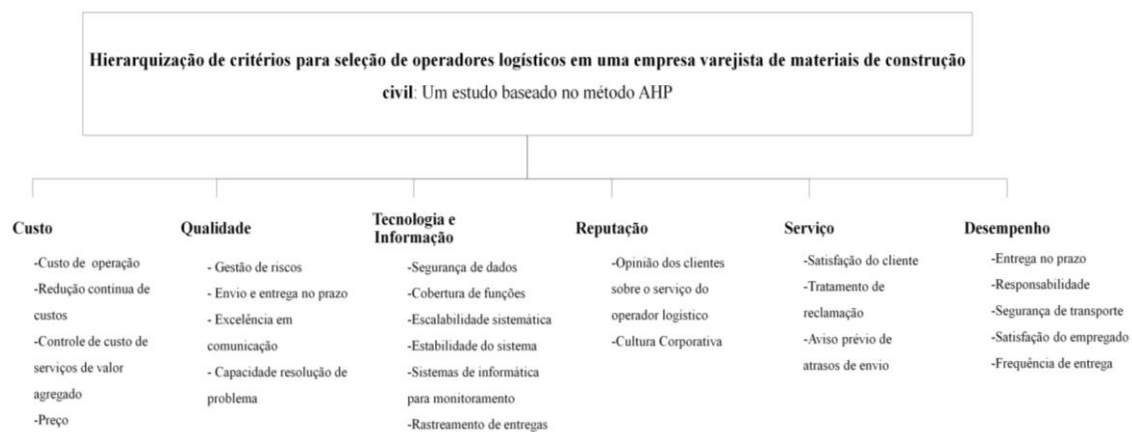 Hierarquização de critérios para seleção de operadores logísticos em uma empresa varejista de materiais de construção
civil: Um estudo baseado no método AHP
Custo
-Custo de operação
-Redução continua de
custos
-Controle de custo de
serviços de valor
agregado
-Preço
Qualidade
- Gestão de riscos
- Envio e entrega no prazo
- Excelência em
comunicação
- Capacidade resolução de
problema
Tecnologia e
Informação
-Segurança de dados
-Cobertura de funções
-Escalabilidade sistemática
-Estabilidade do sistema
-Sistemas de informática
para monitoramento
-Rastreamento de entregas
Reputação
-Opinião dos clientes
sobre o serviço do
operador logístico
-Cultura Corporativa
Serviço
-Satisfação do cliente
-Tratamento de
reclamação
-Aviso prévio de
atrasos de envio
Desempenho
-Entrega no prazo
-Responsabilidade
-Segurança de transporte
-Satisfação do empregado
-Frequência de entrega